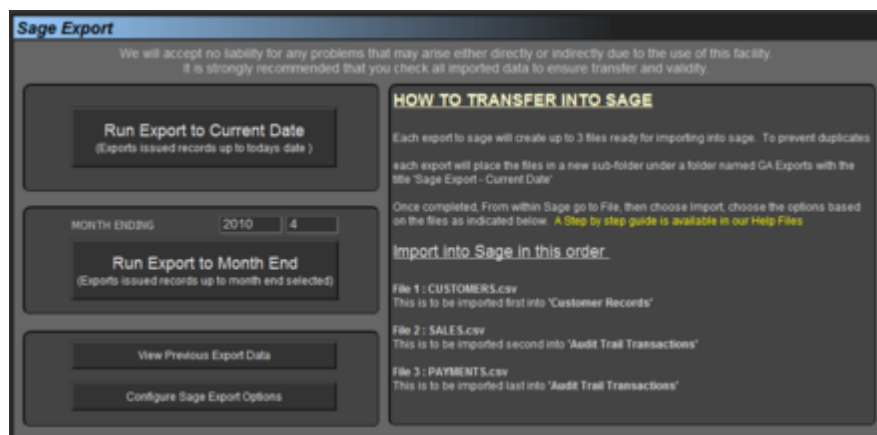 Sage Export
We will accept no liability for any problems that may arise either directly or indirectly due to the use of this facility.
It is strongly recommended that you check all imported data to ensure transfer and validity.
Run Export to Current Date
(Exports issued records up to todays date )
MONTH ENDING 2010 4
Run Export to Month End
(Exports issued records up to month end selected)
View Previous Export Data
Configure Sage Export Options
HOW TO TRANSFER INTO SAGE
Each export to sage will create up to 3 files ready for importing into sage. To prevent duplicates
each export will place the files in a new sub-folder under a folder named GA Exports with the
title 'Sage Export - Current Date'
Once completed, From within Sage go to File, then choose Import, choose the options based
on the files as indicated below. A Step by step guide is available in our Help Files
Import into Sage in this order
File 1 : CUSTOMERS.csv
This is to be imported first into 'Customer Records'
File 2 : SALES.csv
This is to be imported second into 'Audit Trail Transactions'
File 3 : PAYMENTS.csv
This is to be imported last into 'Audit Trail Transactions'